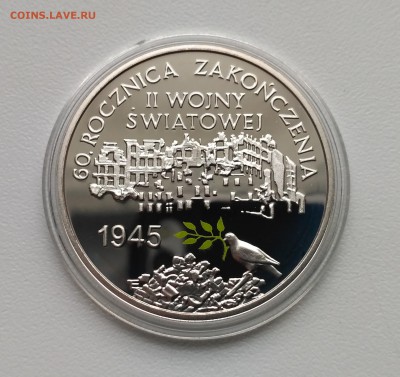 COINS.LAVE.RU
60 ROCZNICA ZAKOŃCZENIA
II WOJNY
ŚWIATOWEJ
1945